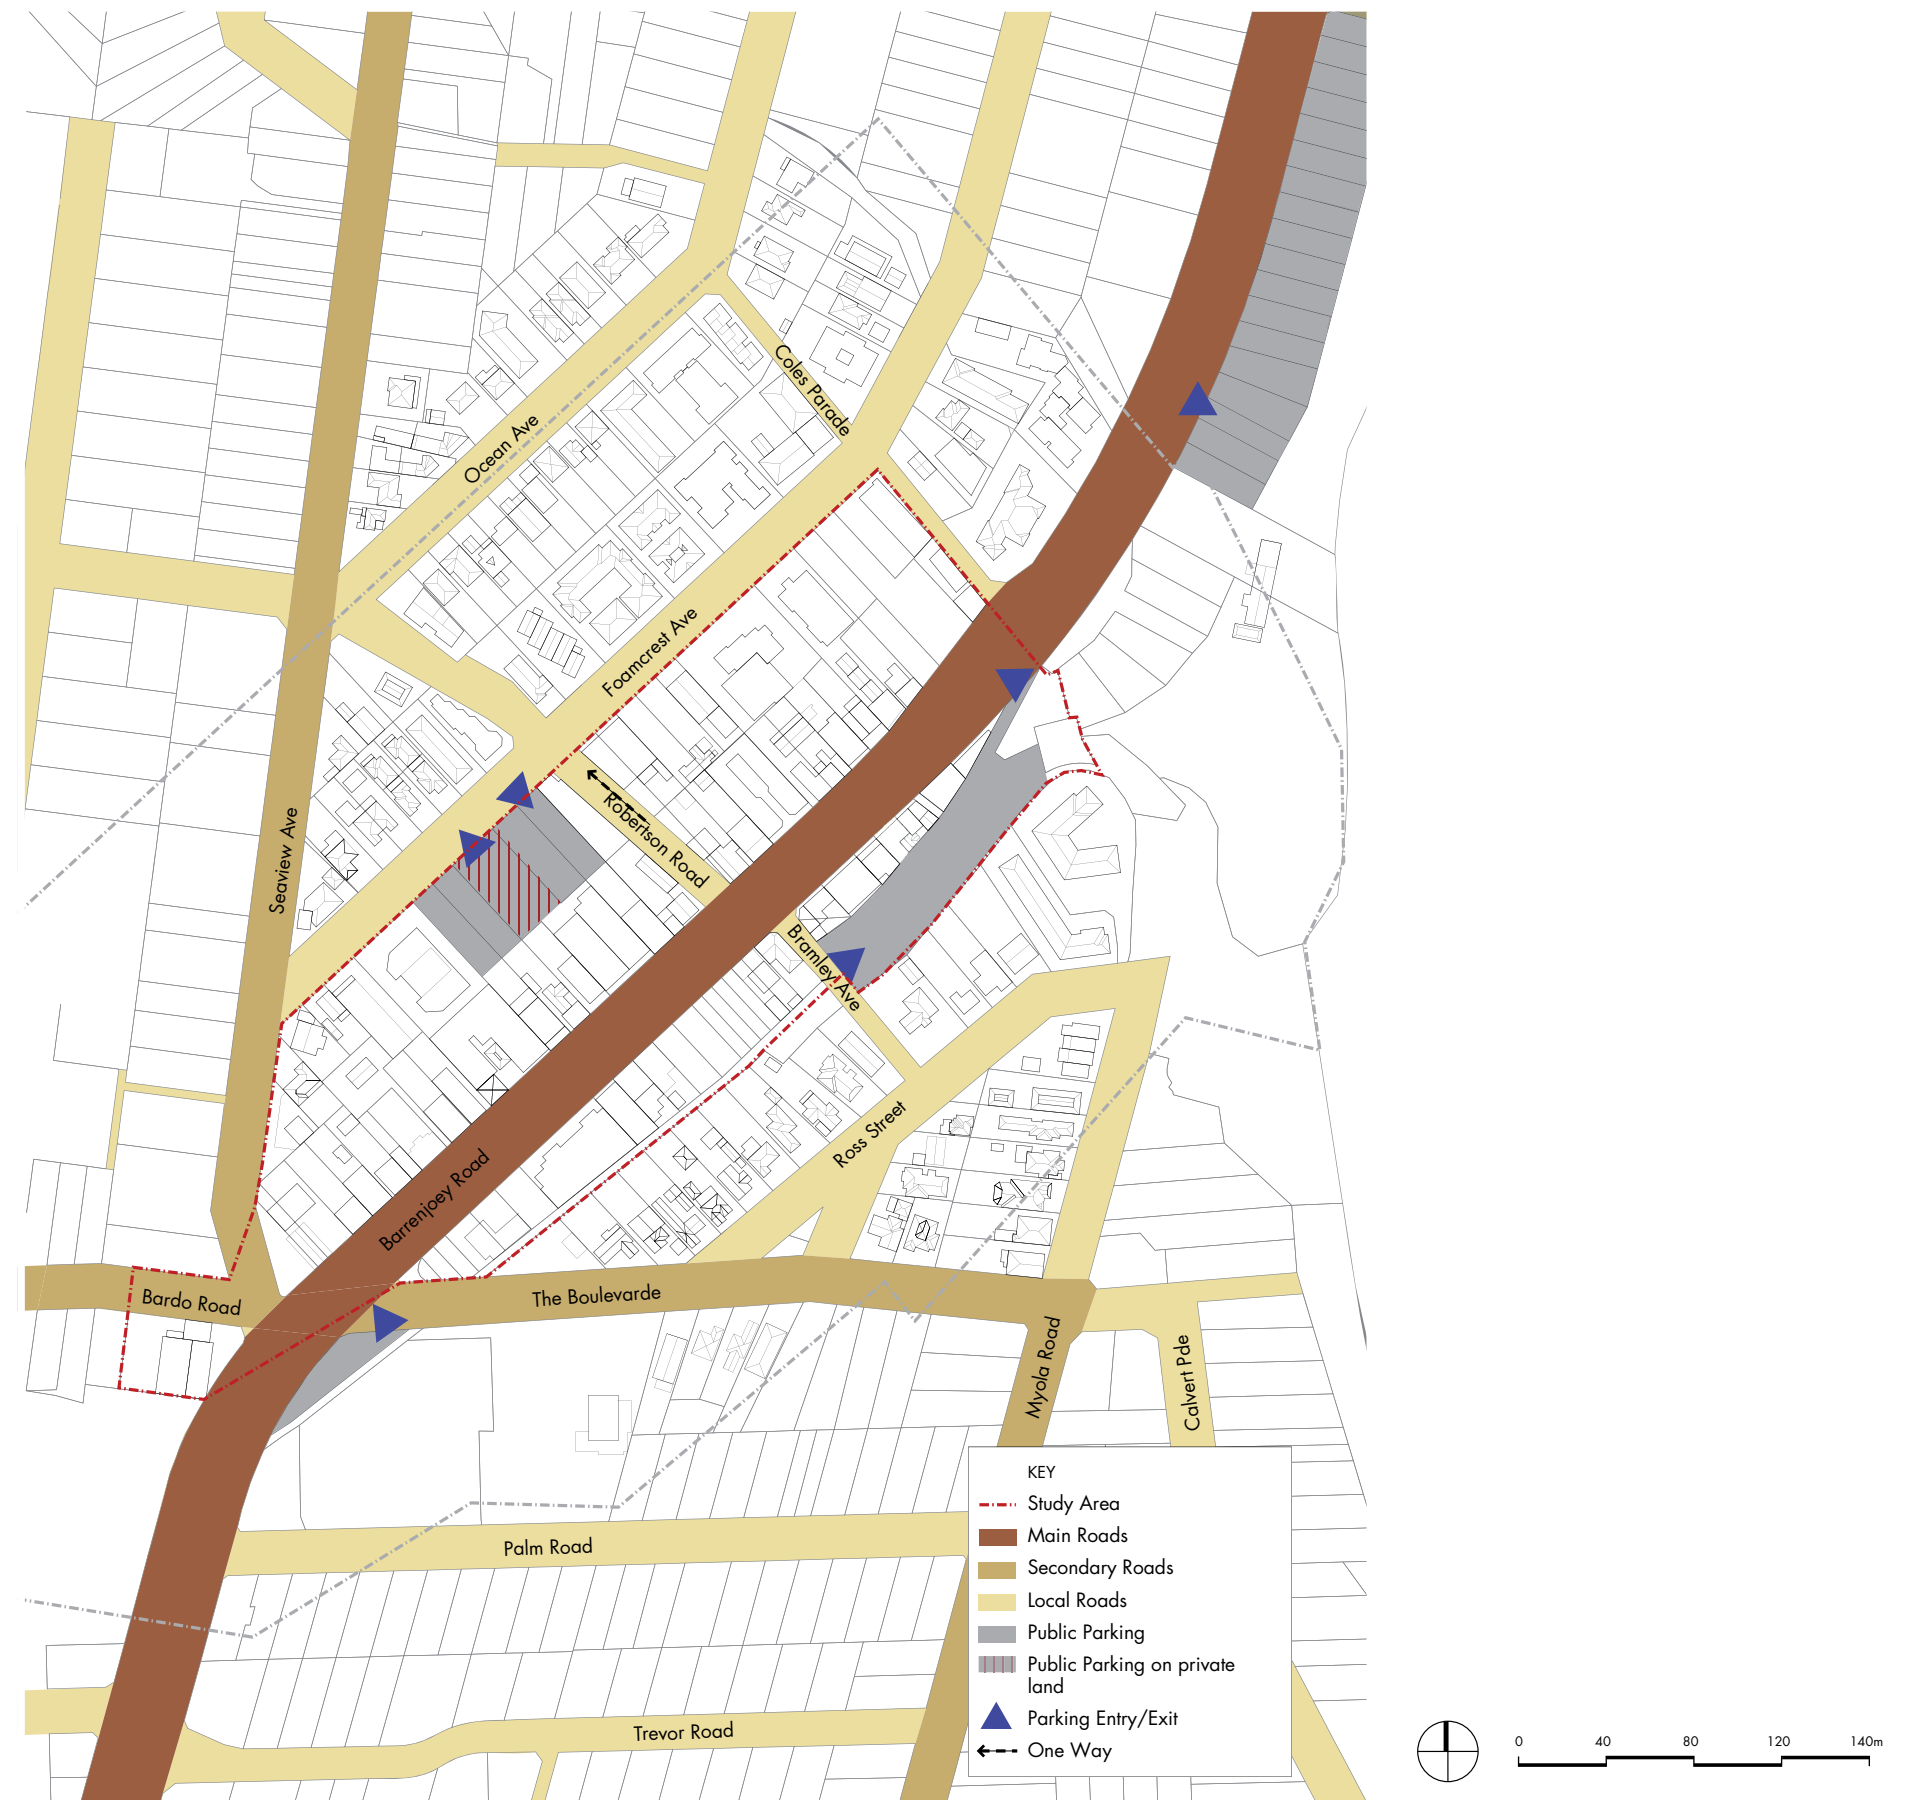 Coles Parade
Ocean Ave
Foamcrest Ave
Robertson Road
Seaview Ave
Bramley Ave
Ross Street
Barrenjoey Road
Bardo Road
The Boulevarde
Myola Road
Calvert Pde
Palm Road
Trevor Road
KEY
Study Area
Main Roads
Secondary Roads
Local Roads
Public Parking
Public Parking on private
land
Parking Entry/Exit
One Way
0 40 80 120 140m